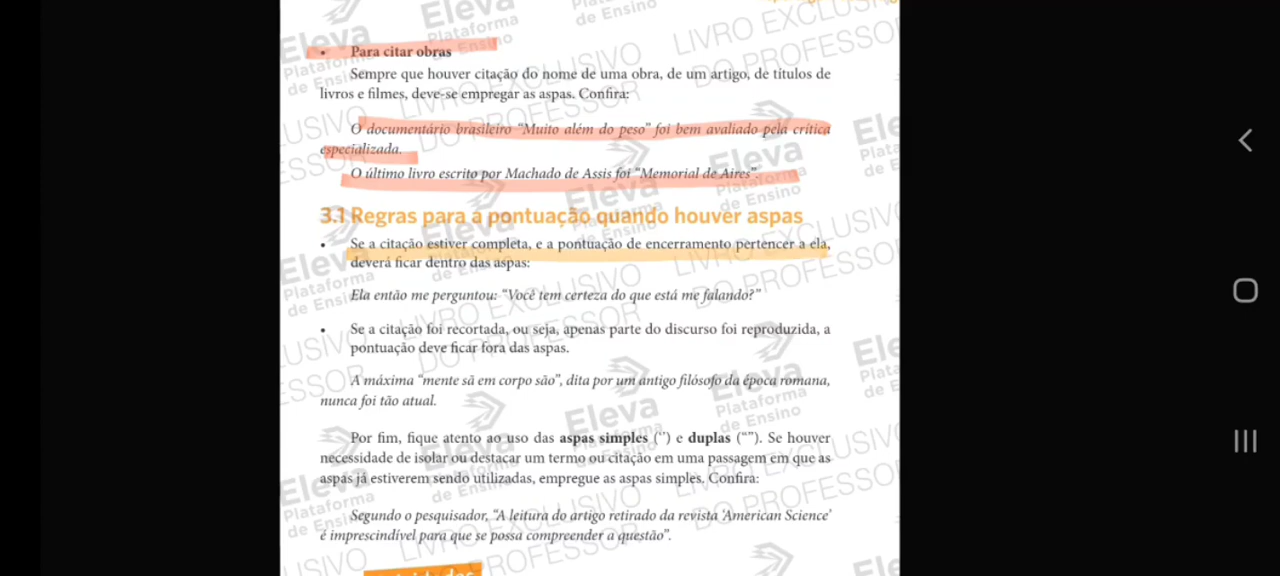 • Para citar obras
Sempre que houver citação do nome de uma obra, de um artigo, de títulos de
livros e filmes, deve-se empregar as aspas. Confira:
O documentário brasileiro “Muito além do peso” foi bem avaliado pela crítica
especializada.
O último livro escrito por Machado de Assis foi “Memorial de Aires”.
3.1 Regras para a pontuação quando houver aspas
• Se a citação estiver completa, e a pontuação de encerramento pertencer a ela,
deverá ficar dentro das aspas:
Ela então me perguntou: “Você tem certeza do que está me falando?”
• Se a citação foi recortada, ou seja, apenas parte do discurso foi reproduzida, a
pontuação deve ficar fora das aspas.
A máxima “mente sã em corpo são”, dita por um antigo filósofo da época romana,
nunca foi tão atual.
Por fim, fique atento ao uso das aspas simples (‘’) e duplas (“”). Se houver
necessidade de isolar ou destacar um termo ou citação em uma passagem em que as
aspas já estiverem sendo utilizadas, empregue as aspas simples. Confira:
Segundo o pesquisador, “A leitura do artigo retirado da revista ‘American Science’
é imprescindível para que se possa compreender a questão”.
Eleva
Plataforma
de Ensino
LIVRO EXCLUSIVO
DO PROFESSOR